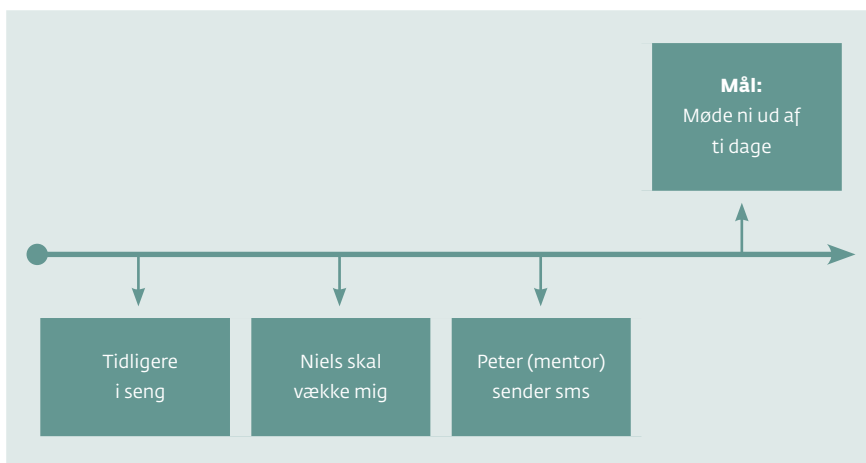 Mål:
Møde ni ud af
ti dage
Tidligere
i seng
Niels skal
vække mig
Peter (mentor)
sender sms